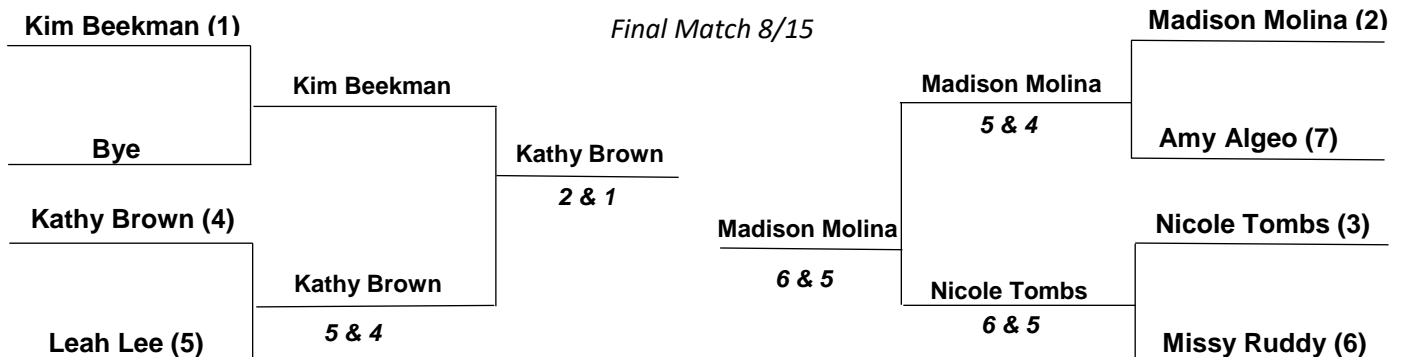 Kim Beekman (1)
Final Match 8/15
Madison Molina (2)
Kim Beekman
Madison Molina
5 & 4
Bye
Kathy Brown
Amy Algeo (7)
2 & 1
Kathy Brown (4)
Madison Molina
Nicole Tombs (3)
Kathy Brown
6 & 5
Nicole Tombs
5 & 4
6 & 5
Leah Lee (5)
Missy Ruddy (6)